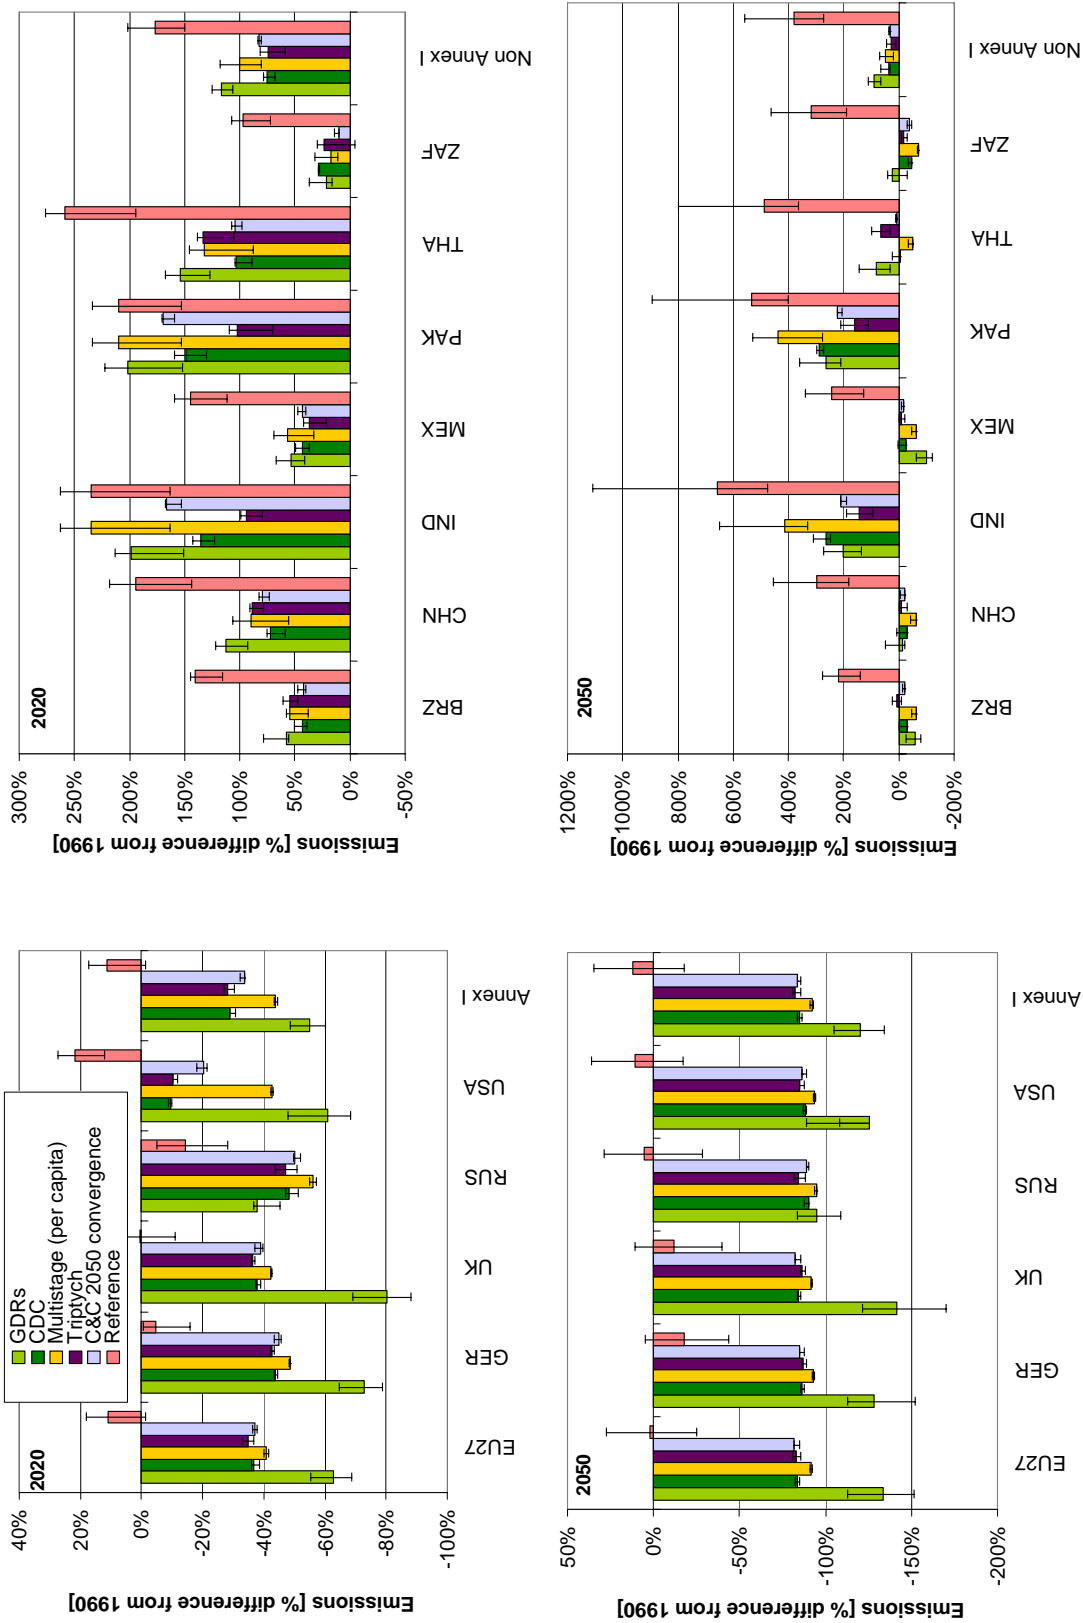 2020
40%
20%
0%
-20%
-40%
-60%
-80%
-100%
Emissions [% difference from 1990]
EU27
GER
UK
RUS
USA
Annex I
GDRs
CDC
Multistage (per capita)
Triptych
C&C 2050 convergence
Reference
2020
300%
250%
200%
150%
100%
50%
0%
-50%
Emissions [% difference from 1990]
BRZ
CHN
IND
MEX
PAK
THA
ZAF
Non Annex I
2050
50%
0%
-50%
-100%
-150%
-200%
Emissions [% difference from 1990]
EU27
GER
UK
RUS
USA
Annex I
2050
1200%
1000%
800%
600%
400%
200%
0%
-200%
Emissions [% difference from 1990]
BRZ
CHN
IND
MEX
PAK
THA
ZAF
Non Annex I